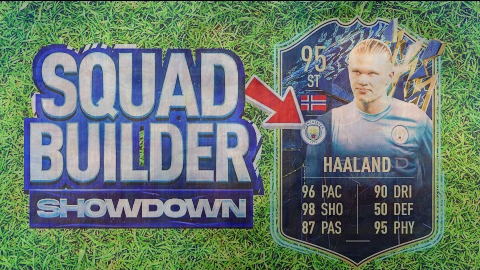 SQUAD
BUILDER
SHOWDOWN
95
ST
HAALAND
96 PAC 90 DRI
98 SHO 50 DEF
87 PAS 95 PHY